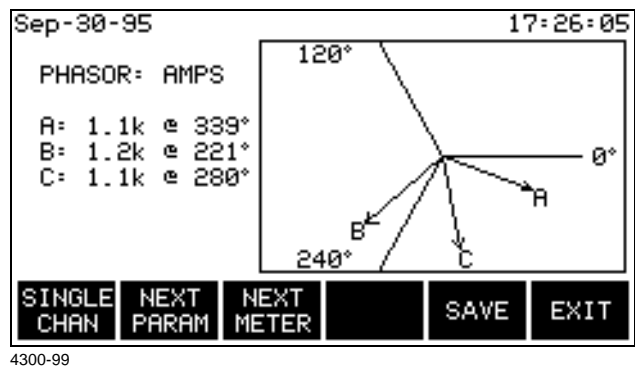 Sep-30-95 17:26:05
PHASOR: AMPS
A: 1.1k @ 339°
B: 1.2k @ 221°
C: 1.1k @ 280°
120°
0°
A
B
C
240°
SINGLE CHAN
NEXT PARAM
NEXT METER
SAVE
EXIT
4300-99